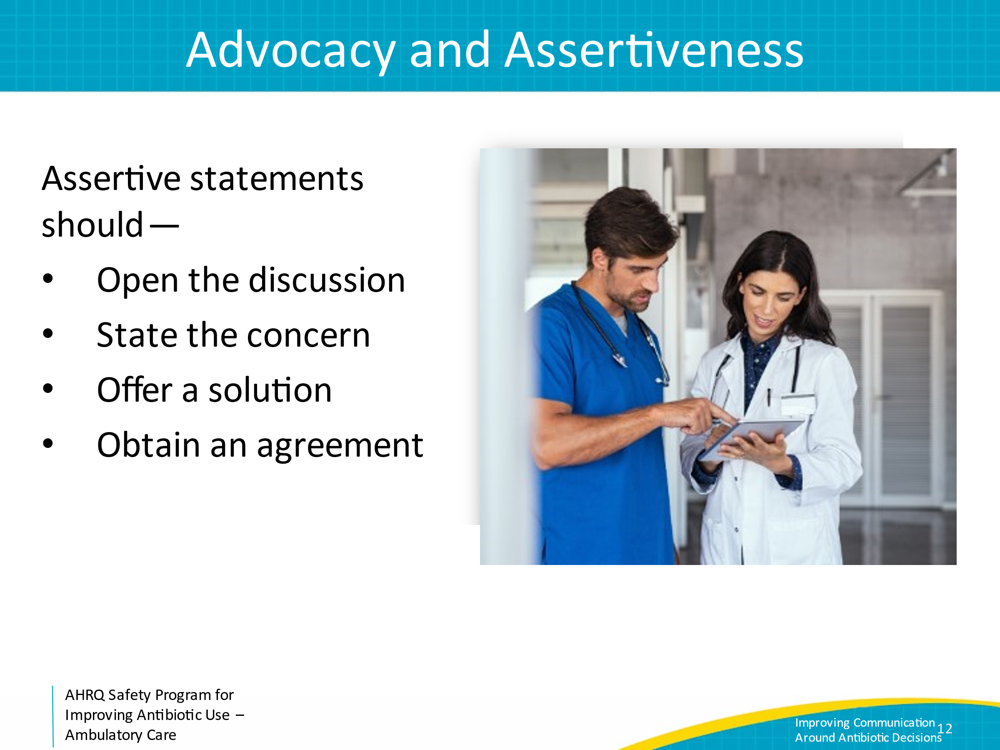 Advocacy and Assertiveness
Assertive statements
should—
• Open the discussion
• State the concern
• Offer a solution
• Obtain an agreement
AHRQ Safety Program for
Improving Antibiotic Use –
Ambulatory Care
Improving Communication
Around Antibiotic Decisions
12